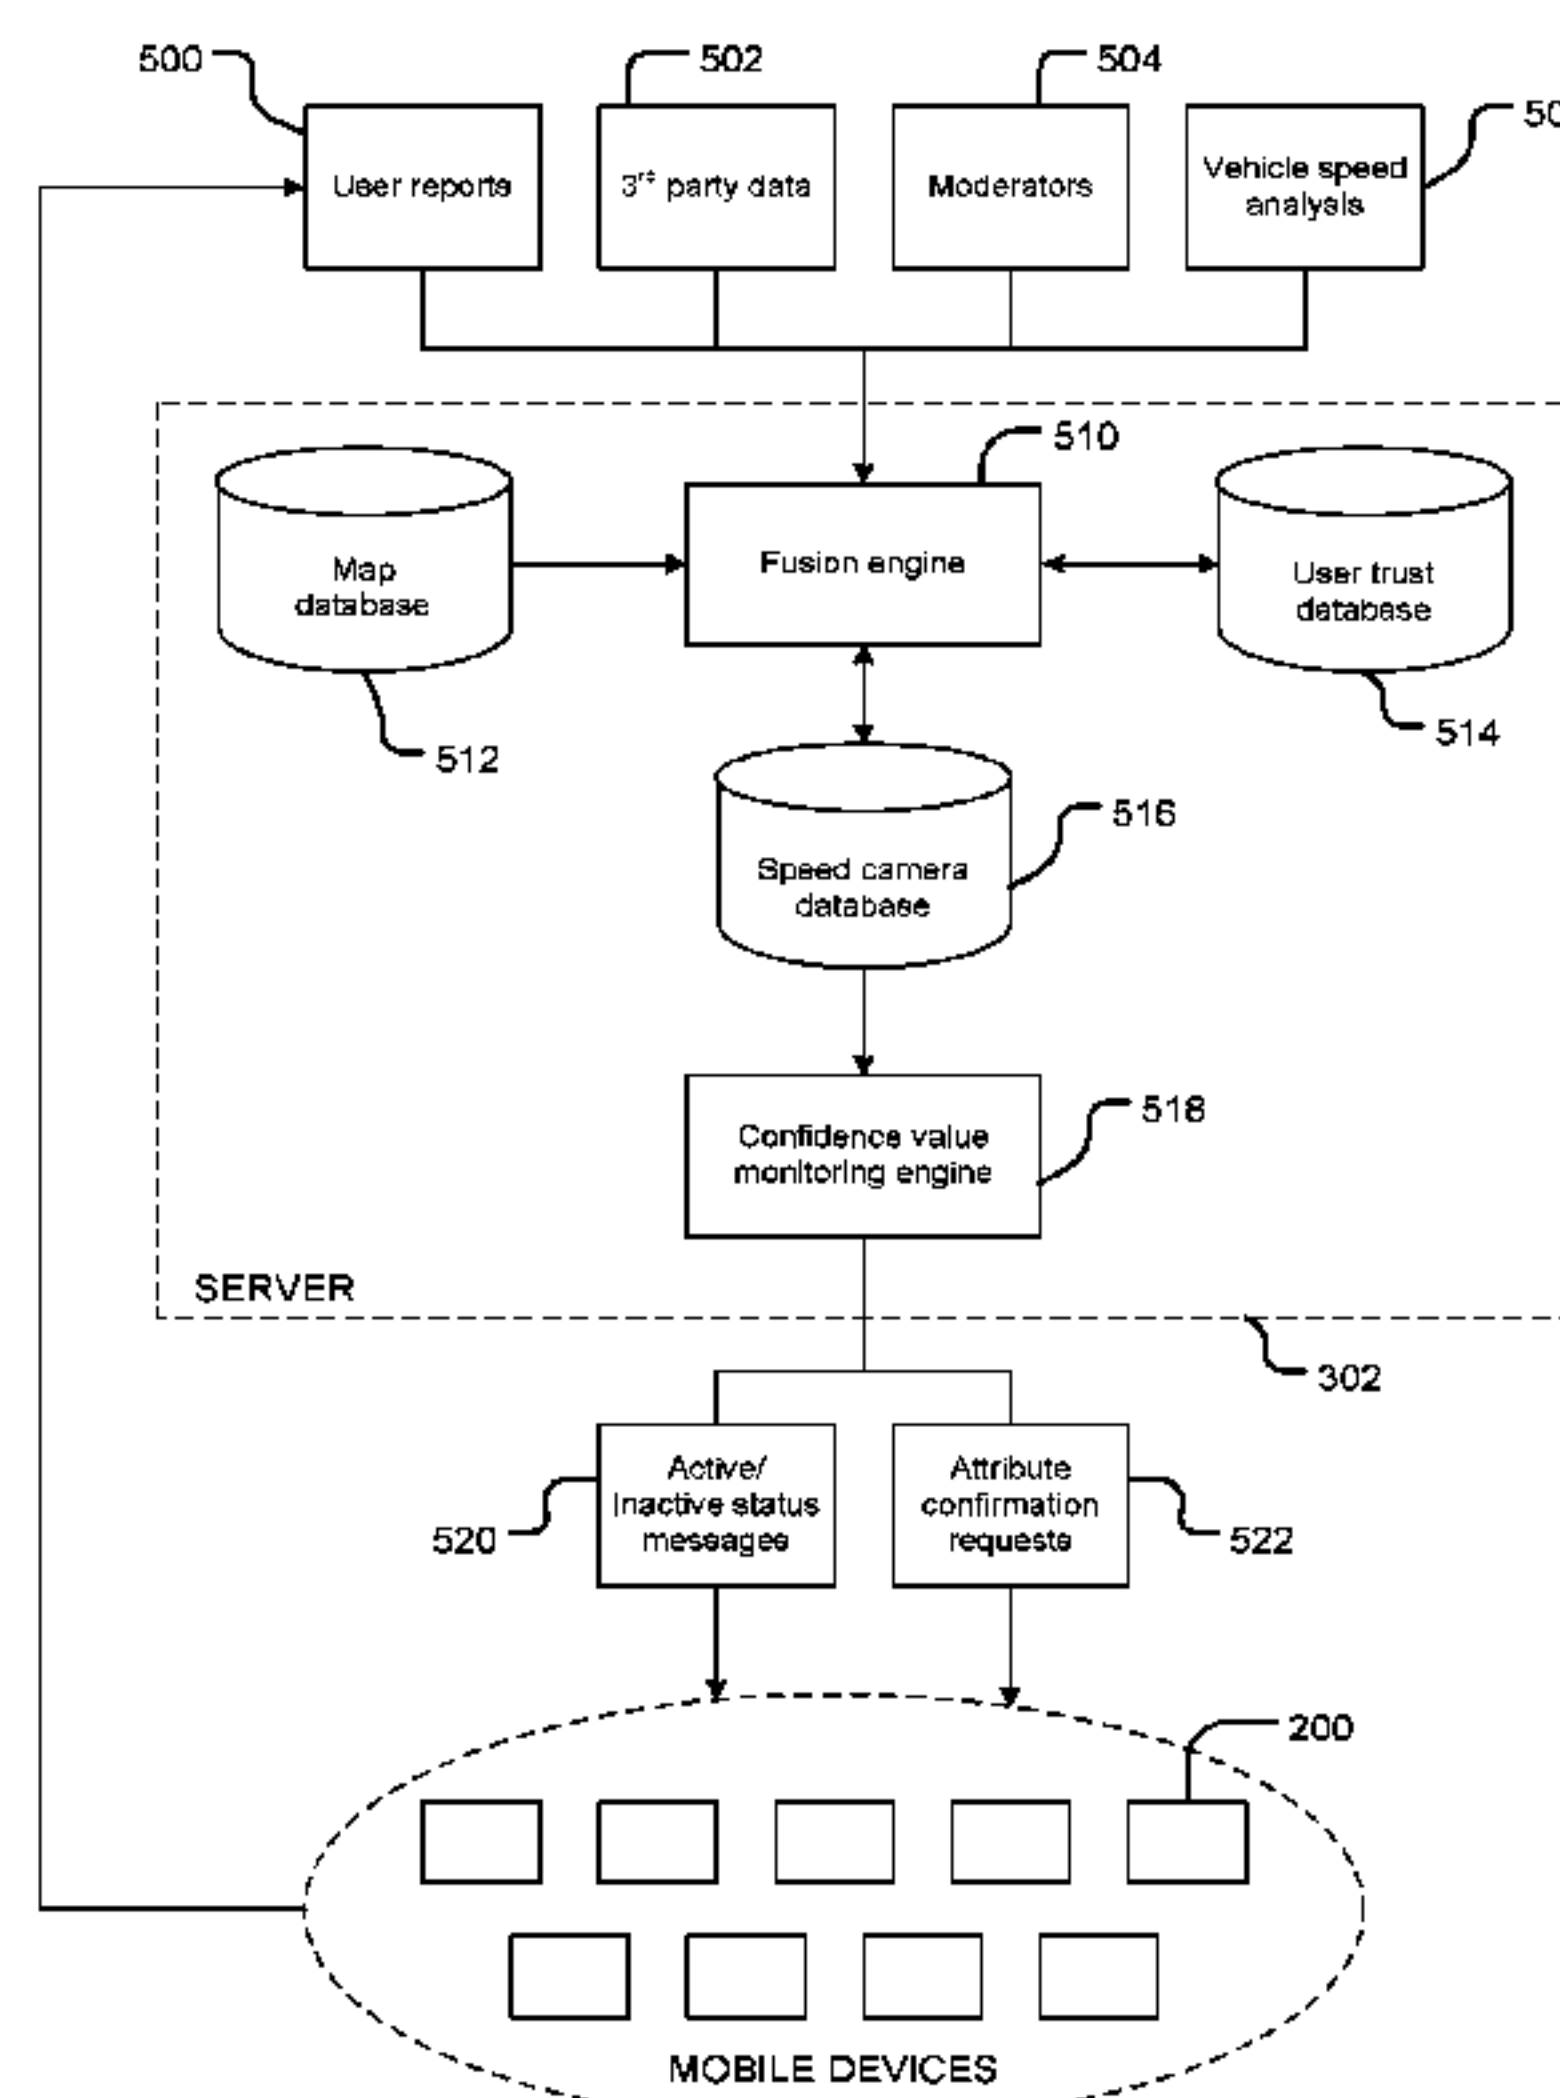 500
502
504
50
User reports
3rd party data
Moderators
Vehicle speed
analysis
510
Map
database
Fusion engine
User trust
database
512
514
516
Speed camera
database
518
Confidence value
monitoring engine
SERVER
302
Active/
Inactive status
messages
Attribute
confirmation
requests
520
522
200
MOBILE DEVICES